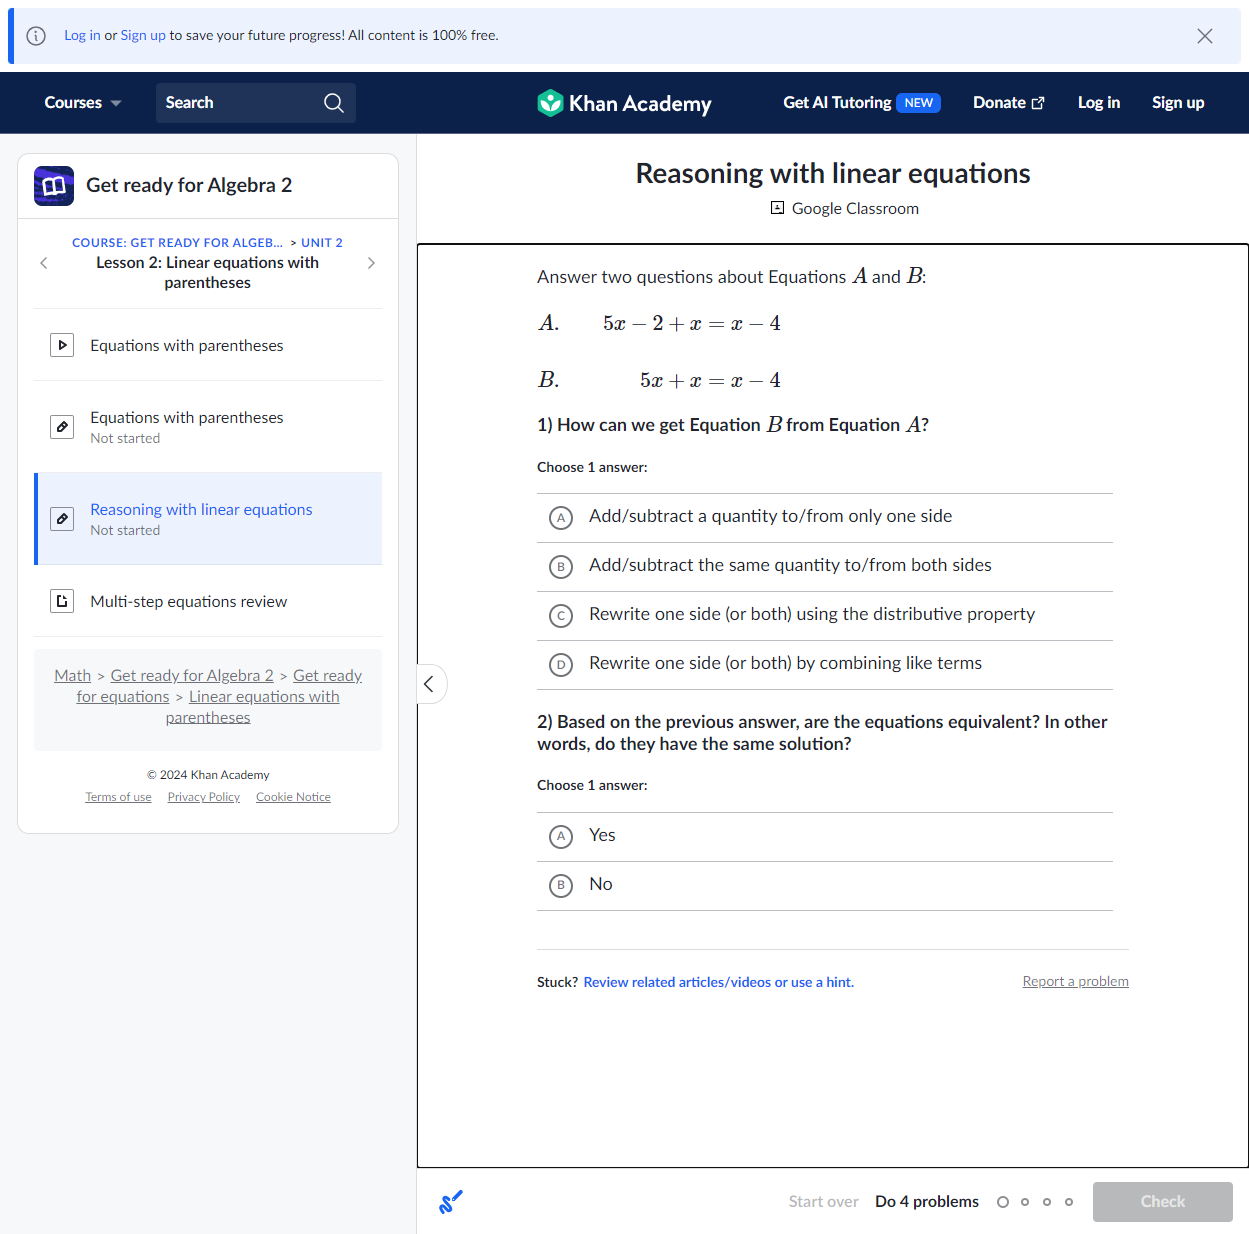 Log in or Sign up to save your future progress! All content is 100% free.
Courses
Search
Khan Academy
Get AI Tutoring NEW
Donate
Log in
Sign up
Get ready for Algebra 2
COURSE: GET READY FOR ALGEB... > UNIT 2
Lesson 2: Linear equations with
parentheses
Equations with parentheses
Equations with parentheses
Not started
Reasoning with linear equations
Not started
Multi-step equations review
Math > Get ready for Algebra 2 > Get ready
for equations > Linear equations with
parentheses
© 2024 Khan Academy
Terms of use Privacy Policy Cookie Notice
Reasoning with linear equations
Google Classroom
Answer two questions about Equations A and B:
A. 5x − 2 + x = x − 4
B. 5x + x = x − 4
1) How can we get Equation B from Equation A?
Choose 1 answer:
A Add/subtract a quantity to/from only one side
B Add/subtract the same quantity to/from both sides
C Rewrite one side (or both) using the distributive property
D Rewrite one side (or both) by combining like terms
2) Based on the previous answer, are the equations equivalent? In other
words, do they have the same solution?
Choose 1 answer:
A Yes
B No
Stuck? Review related articles/videos or use a hint.
Report a problem
Start over
Do 4 problems
Check